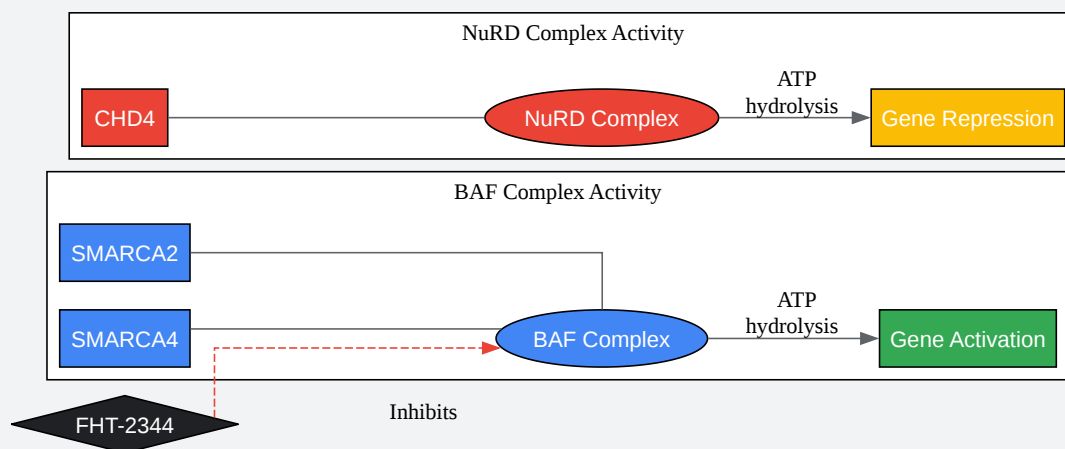 NuRD Complex Activity
CHD4
NuRD Complex
ATP
hydrolysis
Gene Repression
BAF Complex Activity
SMARCA2
SMARCA4
BAF Complex
ATP
hydrolysis
Gene Activation
FHT-2344
Inhibits